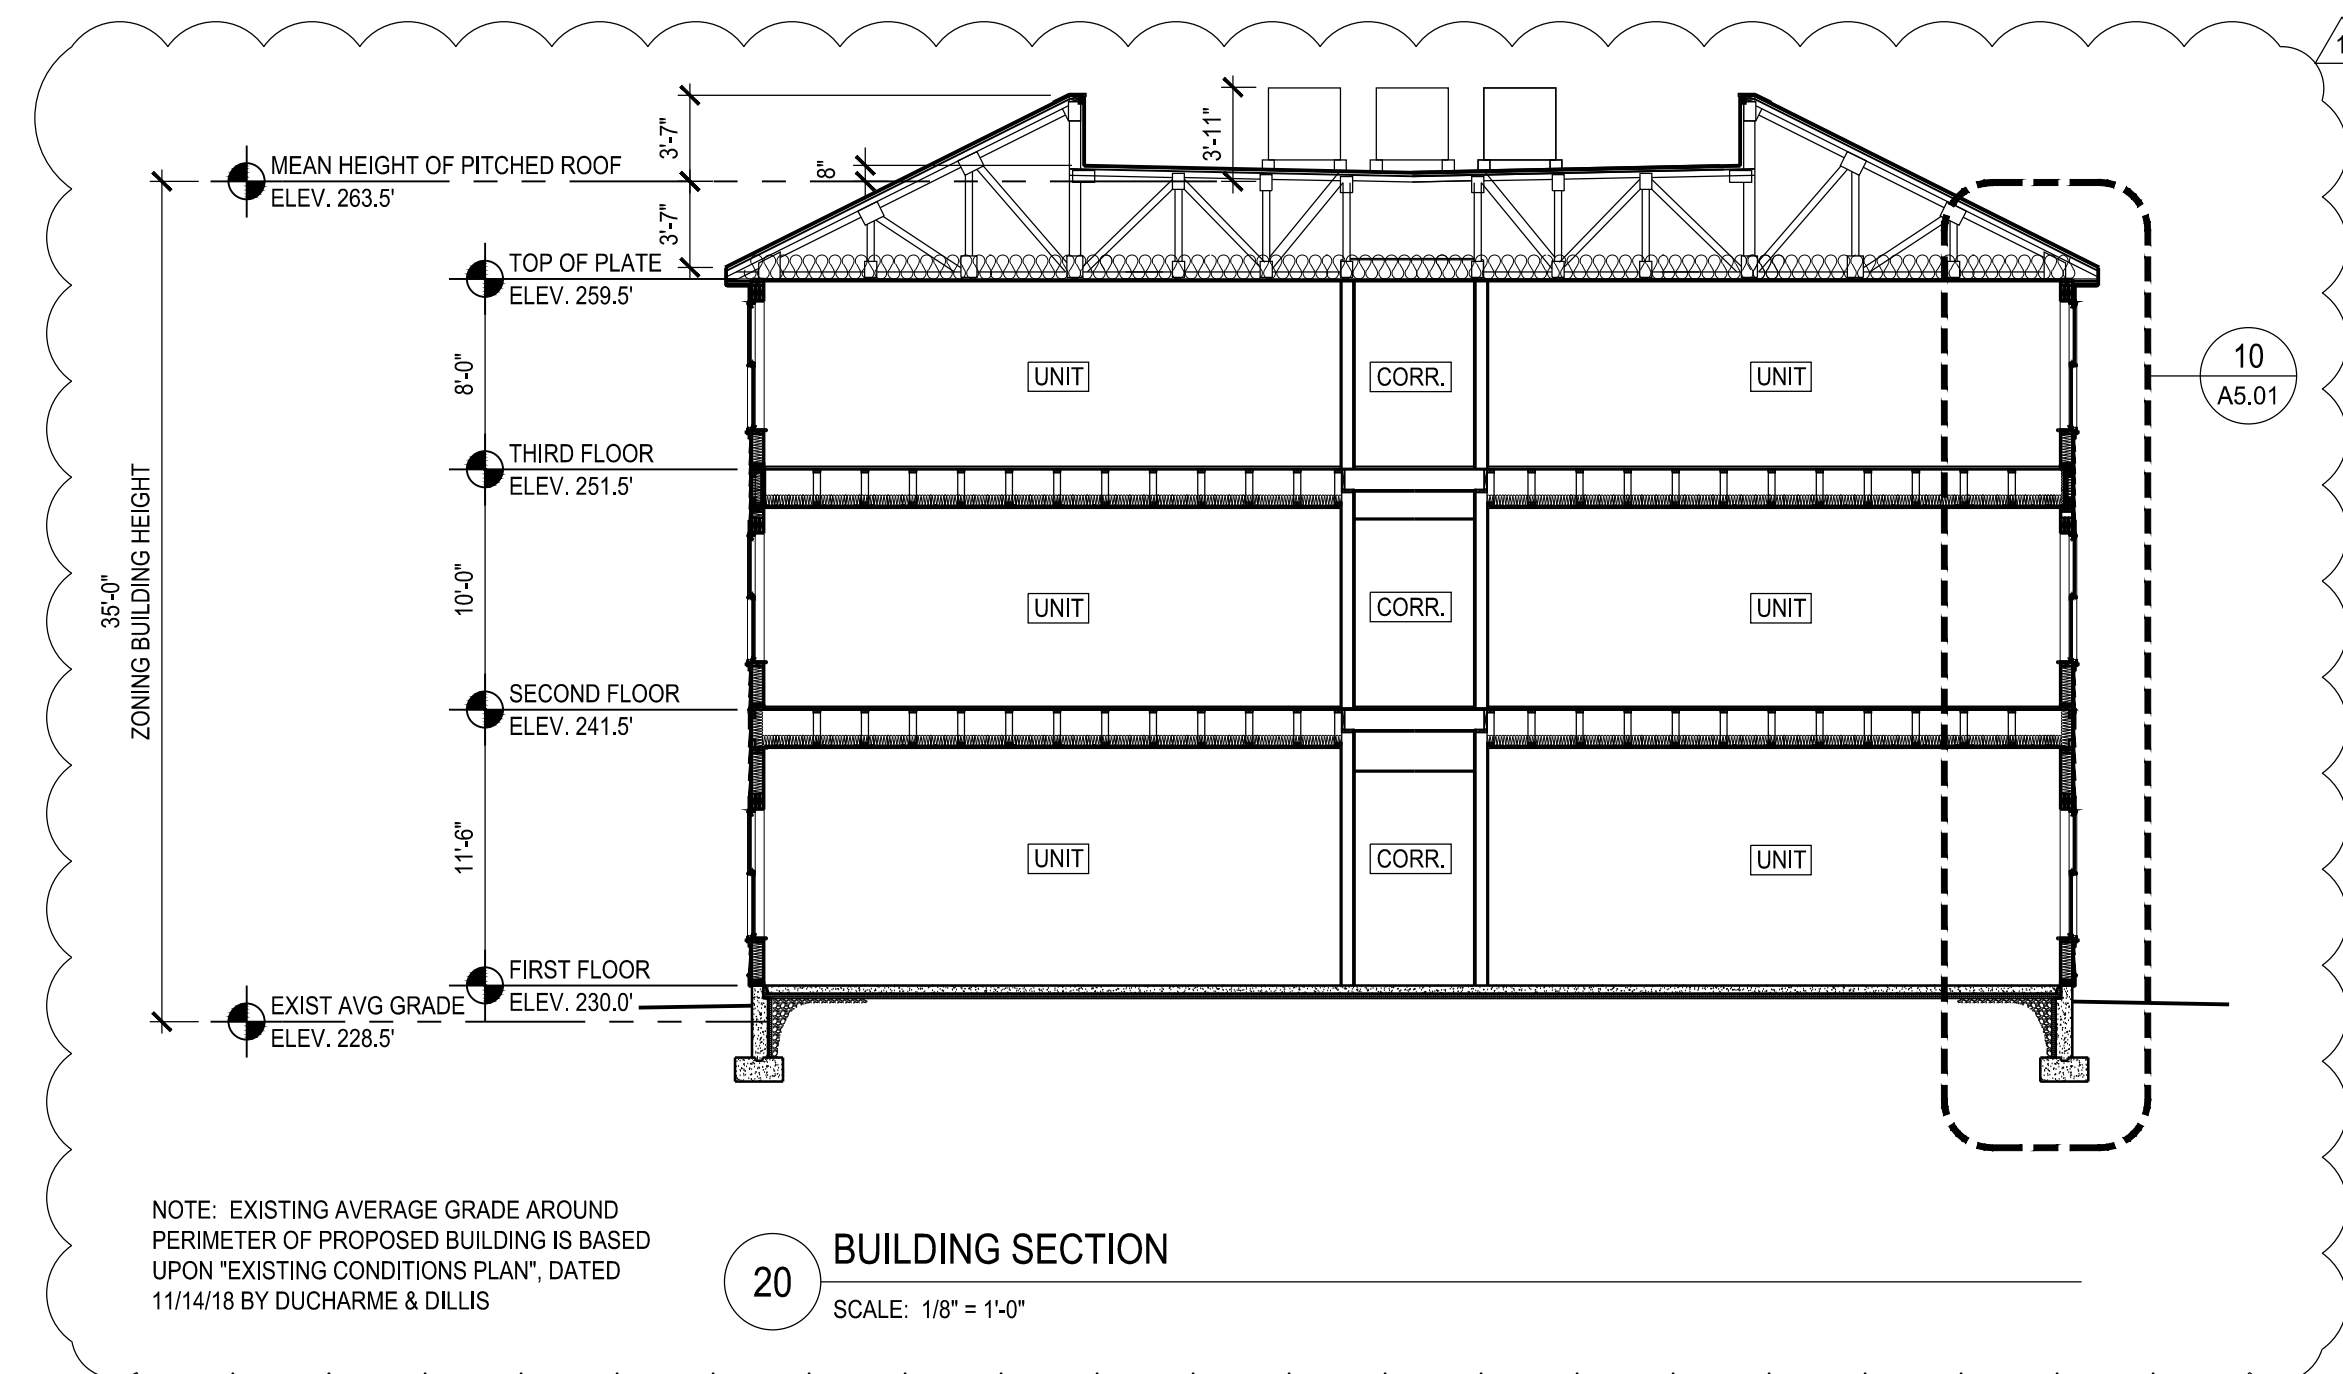 1
3'-7"
3'-11"
8"
MEAN HEIGHT OF PITCHED ROOF
ELEV. 263.5'
3'-7"
TOP OF PLATE
ELEV. 259.5'
8'-0"
UNIT
CORR.
UNIT
10
A5.01
THIRD FLOOR
ELEV. 251.5'
35'-0"
ZONING BUILDING HEIGHT
10'-0"
UNIT
CORR.
UNIT
SECOND FLOOR
ELEV. 241.5'
11'-6"
UNIT
CORR.
UNIT
FIRST FLOOR
ELEV. 230.0'
EXIST AVG GRADE
ELEV. 228.5'
NOTE: EXISTING AVERAGE GRADE AROUND
PERIMETER OF PROPOSED BUILDING IS BASED
UPON "EXISTING CONDITIONS PLAN", DATED
11/14/18 BY DUCHARME & DILLIS
20
BUILDING SECTION
SCALE: 1/8" = 1'-0"